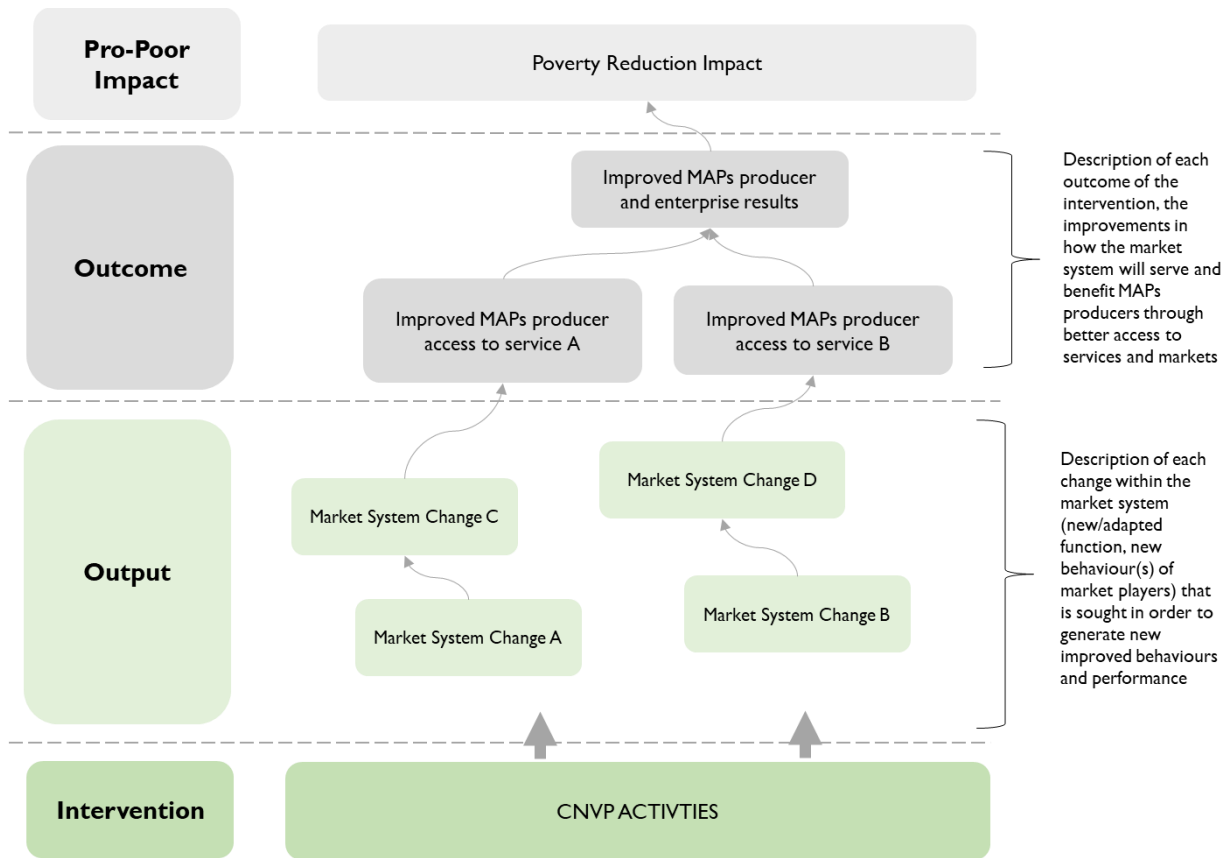 Pro-Poor
Impact
Poverty Reduction Impact
Outcome
Improved MAPs producer
and enterprise results
Improved MAPs producer
access to service A
Improved MAPs producer
access to service B
Description of each
outcome of the
intervention, the
improvements in
how the market
system will serve and
benefit MAPs
producers through
better access to
services and markets
Output
Market System Change C
Market System Change D
Market System Change A
Market System Change B
Description of each
change within the
market system
(new/adapted
function, new
behaviour(s) of
market players) that
is sought in order to
generate new
improved behaviours
and performance
Intervention
CNVP ACTIVTIES